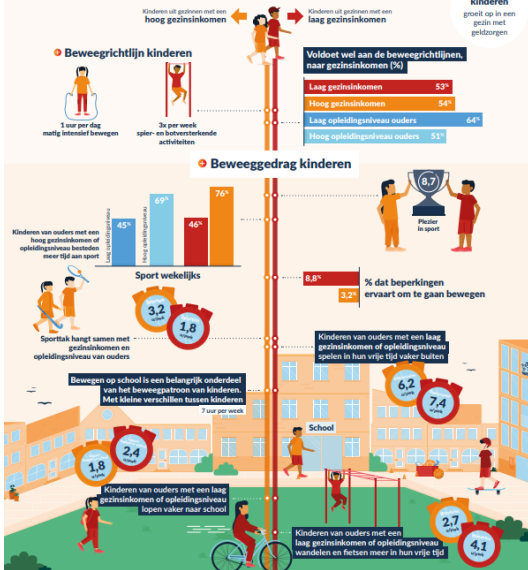 Kinderen uit gezinnen met een
hoog gezinsinkomen
Kinderen uit gezinnen met een
laag gezinsinkomen
kinderen
groeit op in een
gezin met
geldzorgen
Beweegrichtlijn kinderen
1 uur per dag
matig intensief bewegen
3x per week
spier- en botversterkende
activiteiten
Voldoet wel aan de beweegrichtlijnen,
naar gezinsinkomen (%)
Laag gezinsinkomen 53%
Hoog gezinsinkomen 54%
Laag opleidingsniveau ouders 64%
Hoog opleidingsniveau ouders 51%
Beweeggedrag kinderen
Kinderen van ouders met een
hoog gezinsinkomen of
opleidingsniveau besteden
meer tijd aan sport
Laag opleidingsniveau
45%
Hoog opleidingsniveau
69%
46%
76%
Sport wekelijks
8,7
Plezier
in sport
8,8%
3,2%
% dat beperkingen
ervaart om te gaan bewegen
3,2
u/pwk
1,8
u/pwk
Sporttak hangt samen met
gezinsinkomen en
opleidingsniveau van ouders
Kinderen van ouders met een laag
gezinsinkomen of opleidingsniveau
spelen in hun vrije tijd vaker buiten
6,2
u/pwk
7,4
u/pwk
Bewegen op school is een belangrijk onderdeel
van het beweegpatroon van kinderen.
Met kleine verschillen tussen kinderen
7 uur per week
School
1,8
u/pwk
2,4
u/pwk
Kinderen van ouders met een laag
gezinsinkomen of opleidingsniveau
lopen vaker naar school
Kinderen van ouders met een
laag gezinsinkomen of opleidingsniveau
wandelen en fietsen meer in hun vrije tijd
2,7
u/pwk
4,1
u/pwk